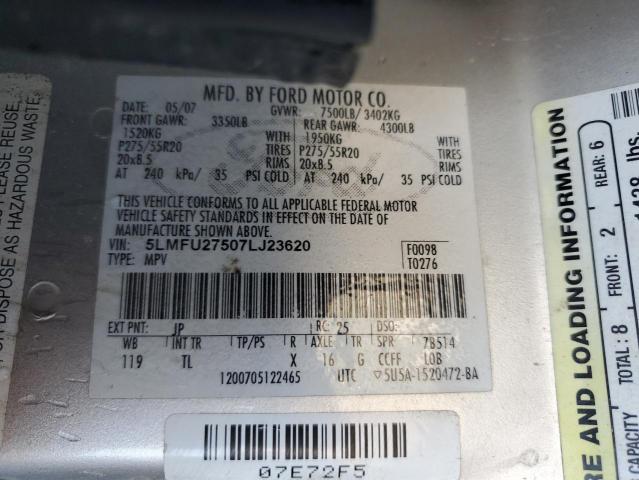 MFD. BY FORD MOTOR CO.
DATE: 05/07 GVWR: 7500LB/ 3402KG
FRONT GAWR: 3350LB REAR GAWR: 4300LB
1520KG WITH 1950KG WITH
P275/55R20 TIRES P275/55R20 TIRES
20x8.5 RIMS 20x8.5 RIMS
AT 240 kPa/ 35 PSI COLD AT 240 kPa/ 35 PSI COLD
THIS VEHICLE CONFORMS TO ALL APPLICABLE FEDERAL MOTOR
VEHICLE SAFETY STANDARDS IN EFFECT ON THE DATE OF
MANUFACTURE SHOWN ABOVE.
VIN: 5LMFU27507LJ23620
TYPE: MPV
F0098
T0276
EXT PNT: JP RC: 25 DSO:
WB INT TR TP/PS R AXLE TR SPR 7B514
119 TL X 16 G CCFF LOB
1200705122465 UTC 5U5A-1520472-BA
07E72F5
PLEASE REUSE
AS HAZARDOUS WASTE
RE AND LOADING INFORMATION
TOTAL: 8 FRONT: 2 REAR: 6
CAPACITY 1438 lbs